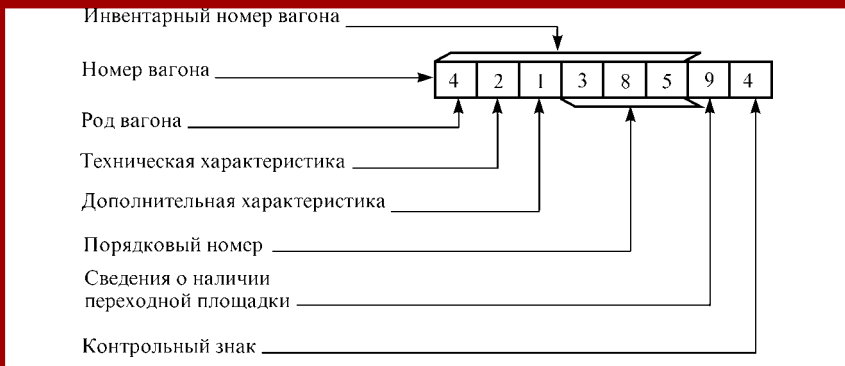 Инвентарный номер вагона
Номер вагона
4 2 1 3 8 5 9 4
Род вагона
Техническая характеристика
Дополнительная характеристика
Порядковый номер
Сведения о наличии
переходной площадки
Контрольный знак